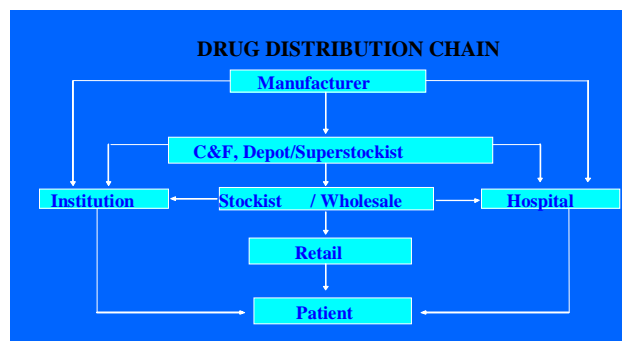 DRUG DISTRIBUTION CHAIN
Manufacturer
C&F, Depot/Superstockist
Institution
Stockist / Wholesale
Hospital
Retail
Patient